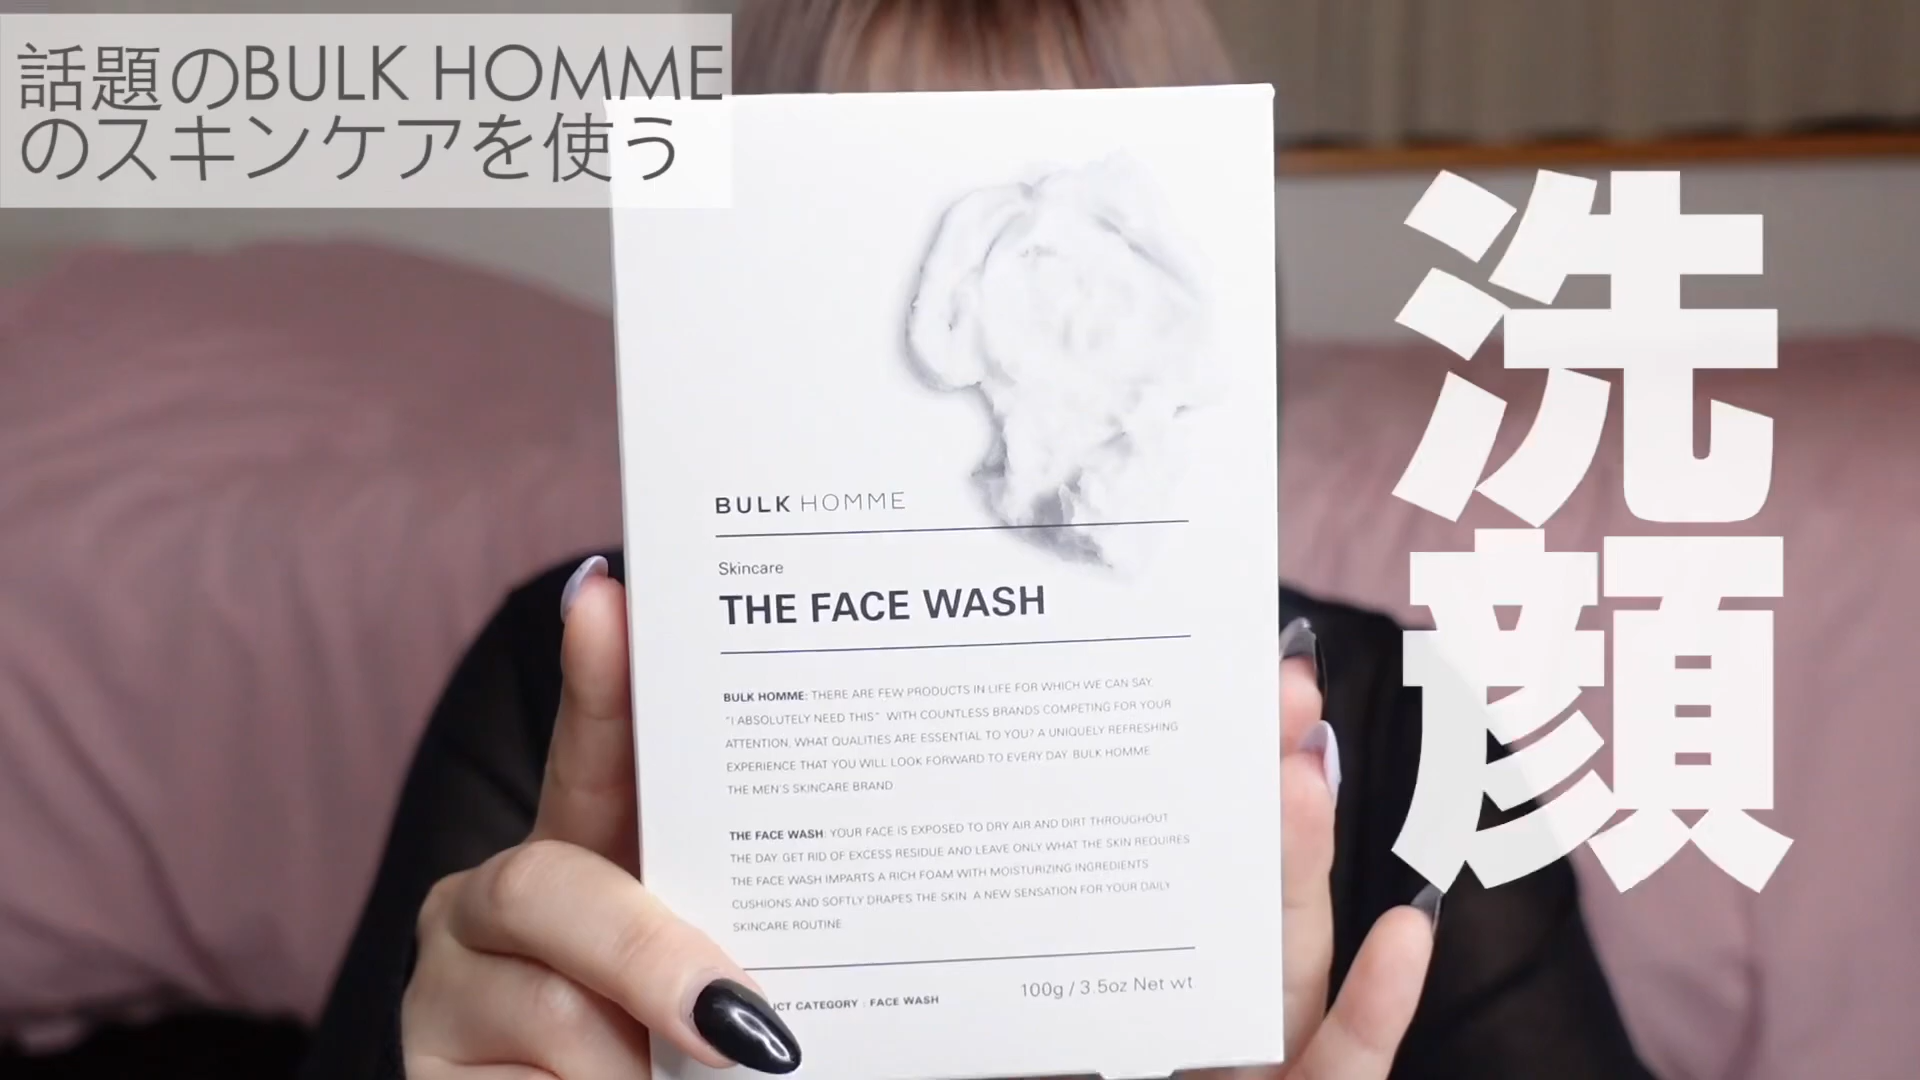 話題のBULK HOMME
のスキンケアを使う
洗顔
BULK HOMME
Skincare
THE FACE WASH
BULK HOMME: THERE ARE FEW PRODUCTS IN LIFE FOR WHICH WE CAN SAY,
"I ABSOLUTELY NEED THIS" WITH COUNTLESS BRANDS COMPETING FOR YOUR
ATTENTION, WHAT QUALITIES ARE ESSENTIAL TO YOU? A UNIQUELY REFRESHING
EXPERIENCE THAT YOU WILL LOOK FORWARD TO EVERY DAY. BULK HOMME
THE MEN'S SKINCARE BRAND
THE FACE WASH: YOUR FACE IS EXPOSED TO DRY AIR AND DIRT THROUGHOUT
THE DAY. GET RID OF EXCESS RESIDUE AND LEAVE ONLY WHAT THE SKIN REQUIRES
THE FACE WASH IMPARTS A RICH FOAM WITH MOISTURIZING INGREDIENTS
CUSHIONS AND SOFTLY DRAPES THE SKIN. A NEW SENSATION FOR YOUR DAILY
SKINCARE ROUTINE
CATEGORY : FACE WASH
100g / 3.5oz Net wt